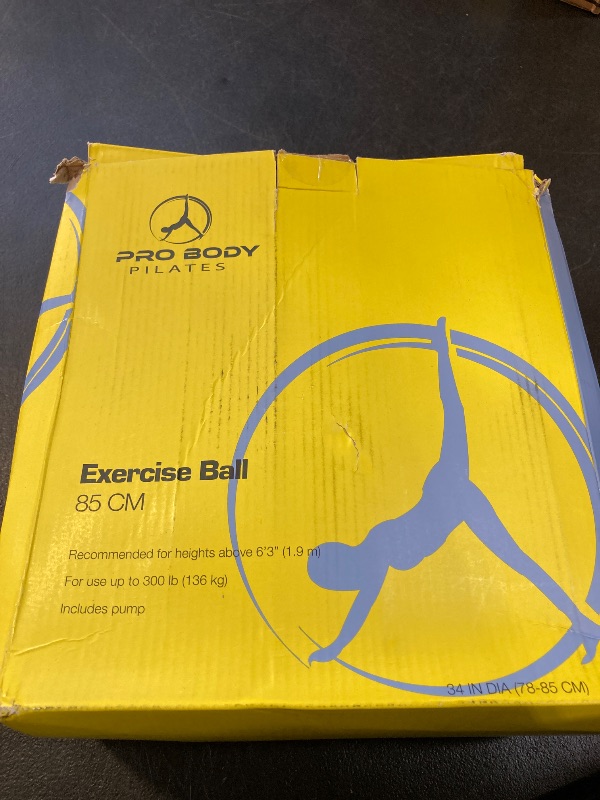 PRO BODY
PILATES
Exercise Ball
85 CM
Recommended for heights above 6'3" (1.9 m)
For use up to 300 lb (136 kg)
Includes pump
34 IN DIA (78-85 CM)